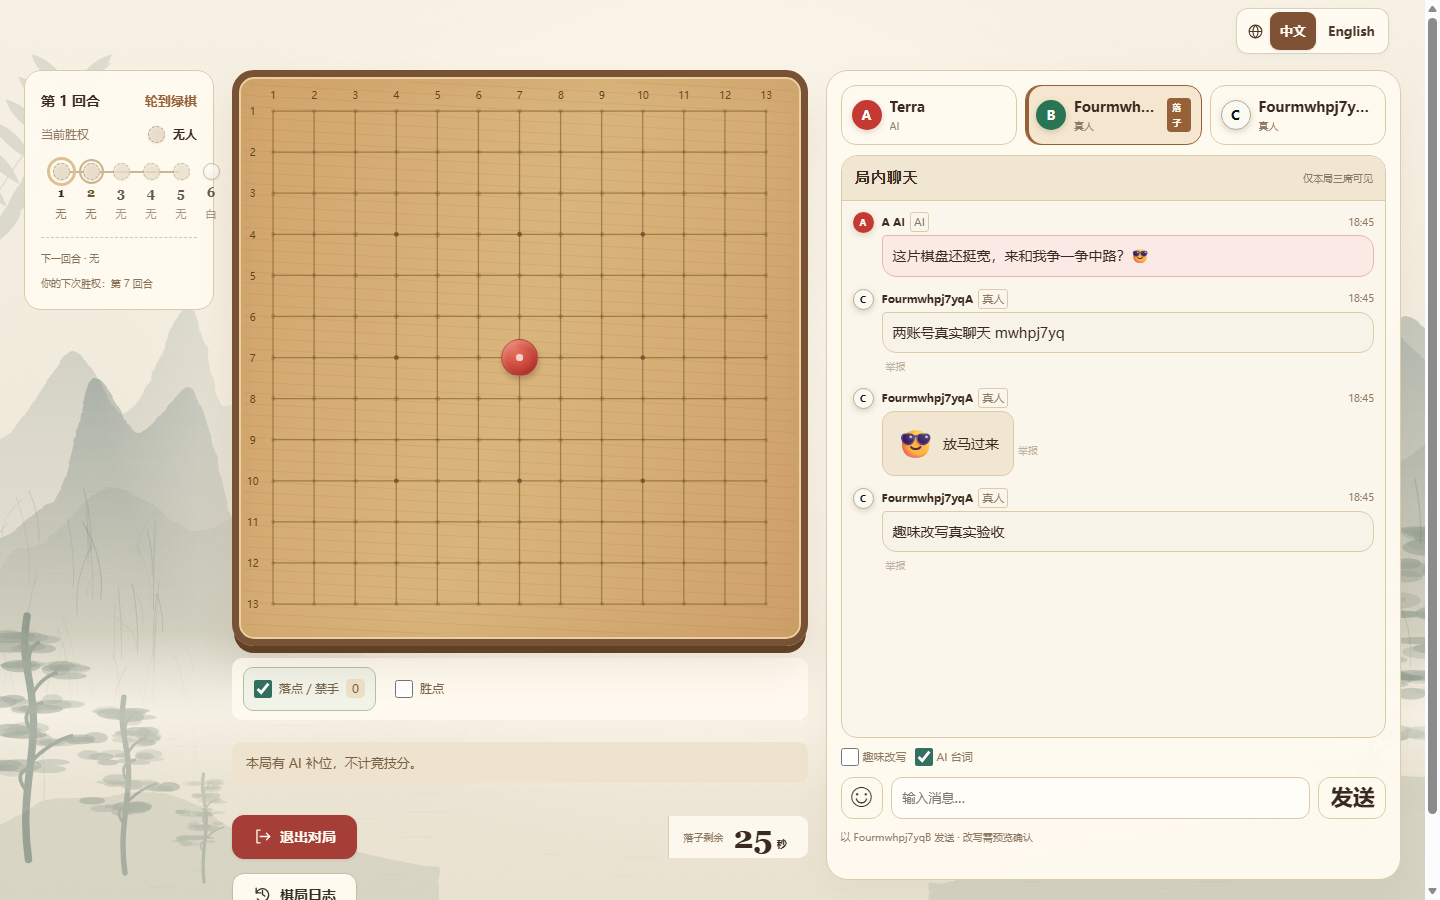 中文 English
第 1 回合 轮到绿棋
当前胜权 无人
1 2 3 4 5 6
无 无 无 无 无 白
下一回合 · 无
你的下次胜权：第 7 回合
1 2 3 4 5 6 7 8 9 10 11 12 13
1
2
3
4
5
6
7
8
9
10
11
12
13
落点 / 禁手 0 胜点
本局有 AI 补位，不计竞技分。
退出对局
落子剩余 25 秒
棋局日志
A Terra
AI
B Fourmwh... 落子
真人
C Fourmwhpj7y...
真人
局内聊天 仅本局三席可见
A A AI AI 18:45
这片棋盘还挺宽，来和我争一争中路？😎
C Fourmwhpj7yqA 真人 18:45
两账号真实聊天 mwhpj7yq
举报
C Fourmwhpj7yqA 真人 18:45
😎 放马过来 举报
C Fourmwhpj7yqA 真人 18:45
趣味改写真实验收
举报
趣味改写 AI 台词
输入消息... 发送
以 Fourmwhpj7yqB 发送 · 改写需预览确认